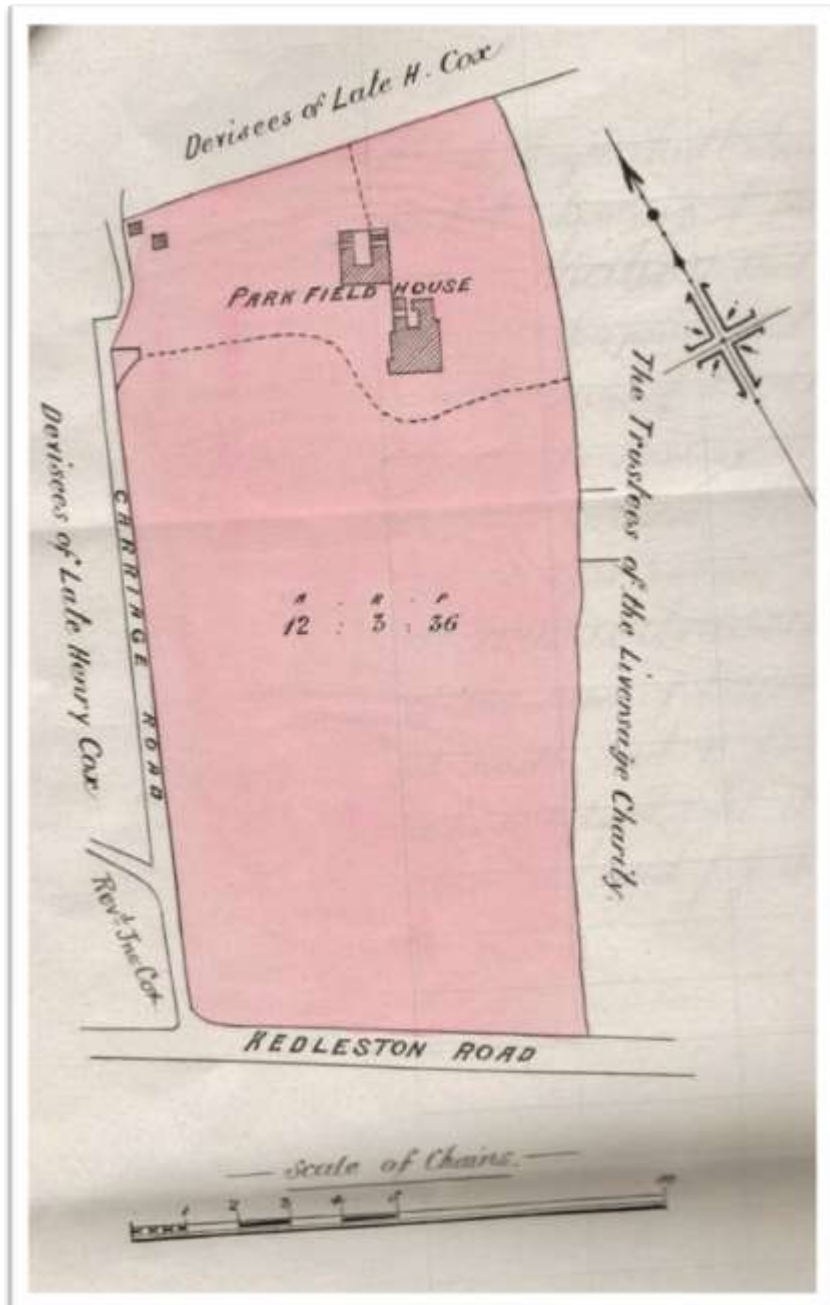 Devisees of Late H. Cox
PARK FIELD HOUSE
The Trustees of the Liversage Charity.
Devisees of Late Henry Cox
CARRIAGE ROAD
A . R . P
12 : 3 : 36
Revd. Jno Cox
KEDLESTON ROAD
Scale of Chains.
1 2 3 4 5 10